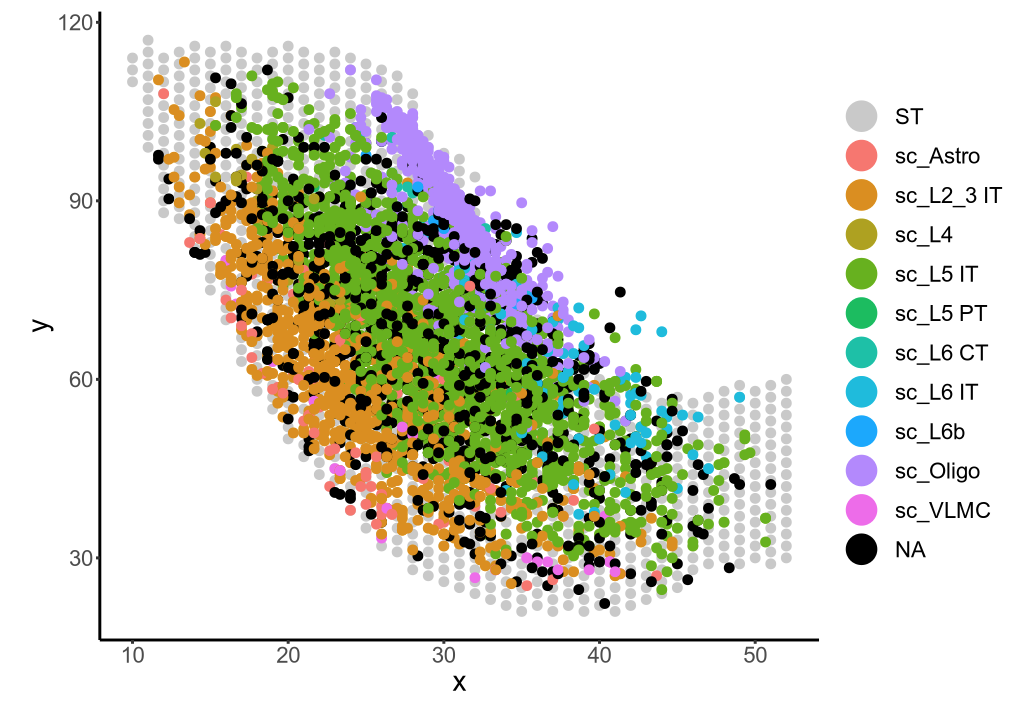 120
90
60
30
y
10 20 30 40 50
x
ST
sc_Astro
sc_L2_3 IT
sc_L4
sc_L5 IT
sc_L5 PT
sc_L6 CT
sc_L6 IT
sc_L6b
sc_Oligo
sc_VLMC
NA